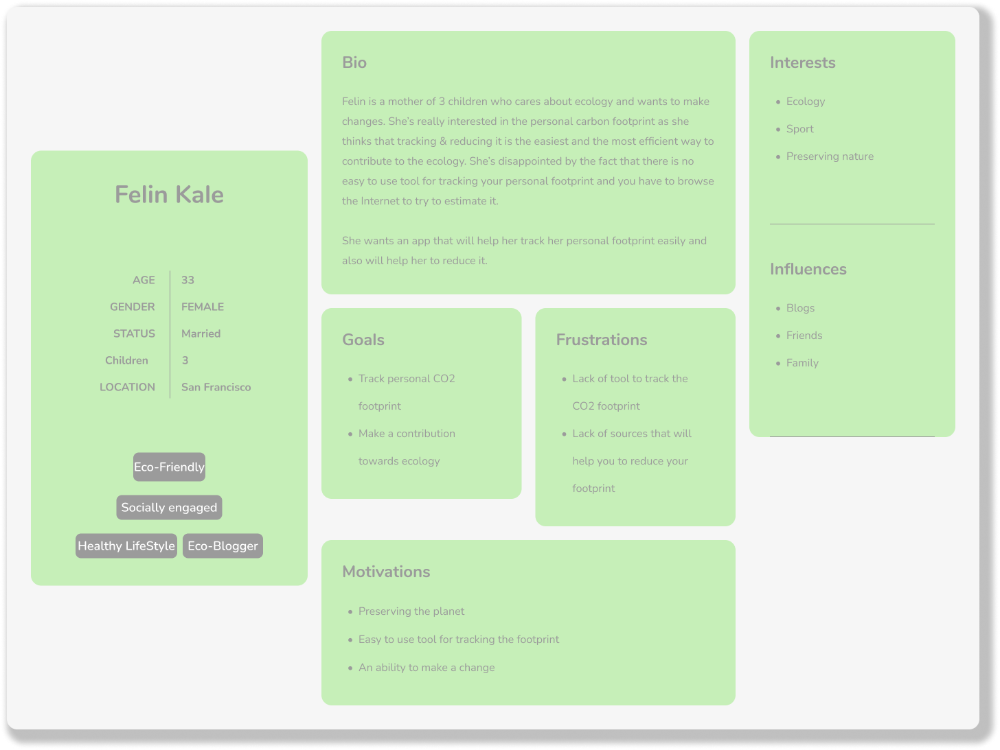 Felin Kale
AGE 33
GENDER FEMALE
STATUS Married
Children 3
LOCATION San Francisco
Eco-Friendly
Socially engaged
Healthy LifeStyle Eco-Blogger
Bio
Felin is a mother of 3 children who cares about ecology and wants to make
changes. She’s really interested in the personal carbon footprint as she
thinks that tracking & reducing it is the easiest and the most efficient way to
contribute to the ecology. She’s disappointed by the fact that there is no
easy to use tool for tracking your personal footprint and you have to browse
the Internet to try to estimate it.
She wants an app that will help her track her personal footprint easily and
also will help her to reduce it.
Goals
• Track personal CO2
footprint
• Make a contribution
towards ecology
Frustrations
• Lack of tool to track the
CO2 footprint
• Lack of sources that will
help you to reduce your
footprint
Motivations
• Preserving the planet
• Easy to use tool for tracking the footprint
• An ability to make a change
Interests
• Ecology
• Sport
• Preserving nature
Influences
• Blogs
• Friends
• Family